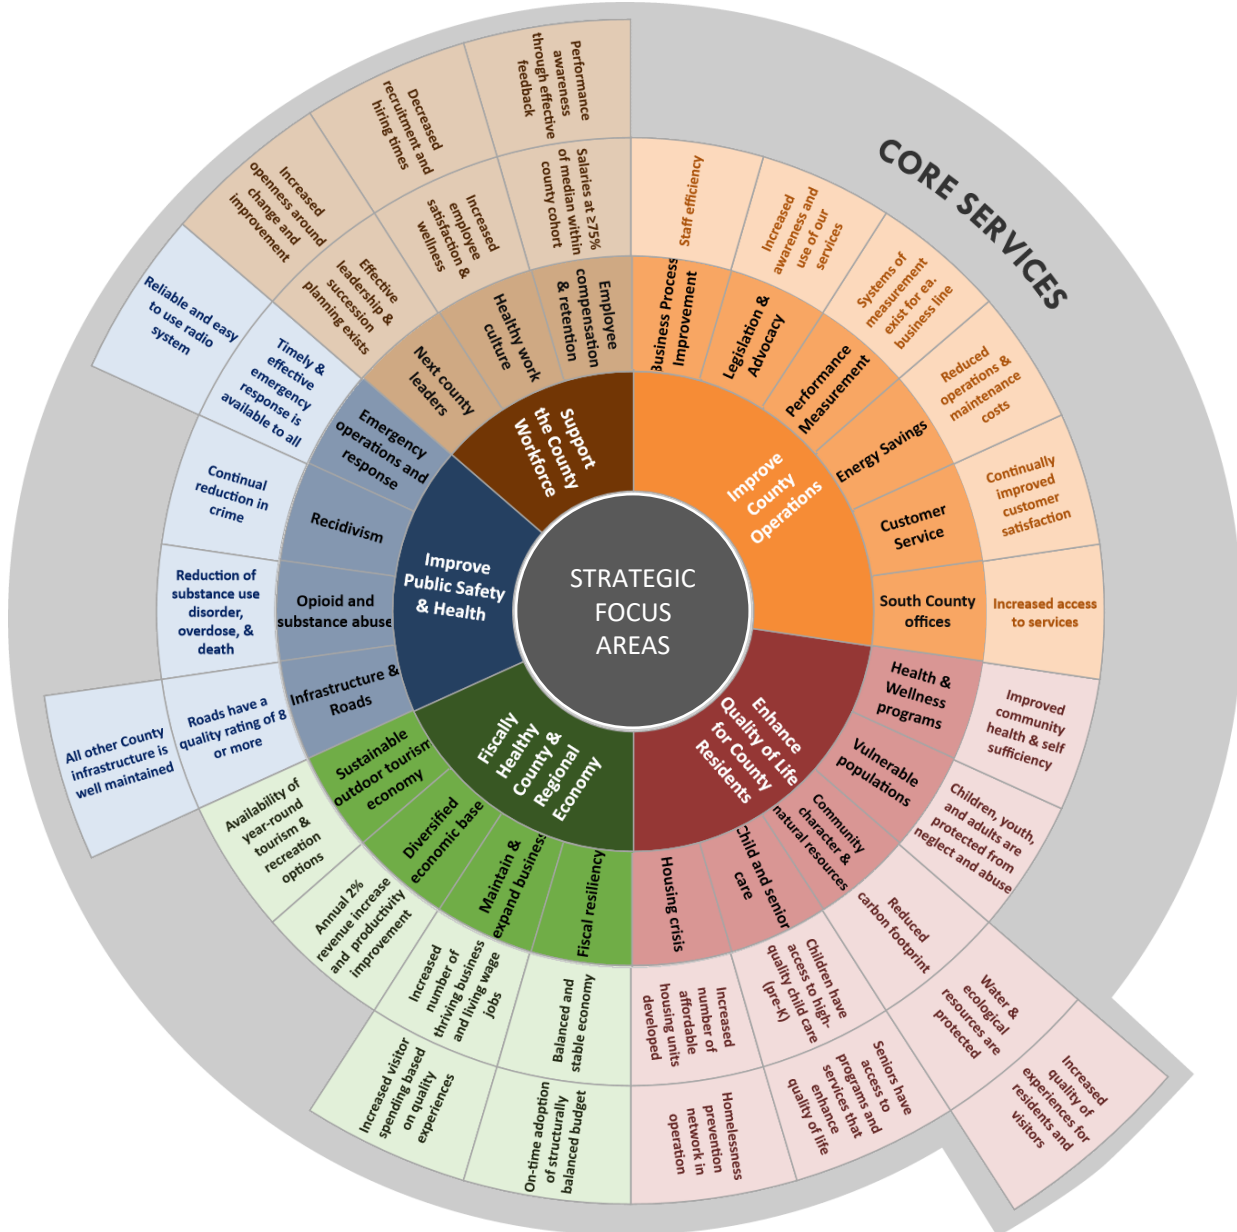 STRATEGIC
FOCUS
AREAS
CORE SERVICES
Improve
County
Operations
Business Process
Improvement
Staff efficiency
Legislation &
Advocacy
Increased
awareness and
use of our
services
Performance
Measurement
Systems of
measurement
exist for ea.
business line
Energy Savings
Reduced
operations &
maintenance
costs
Customer
Service
Continually
improved
customer
satisfaction
South County
offices
Increased access
to services
Enhance
Quality of Life
for County
Residents
Health &
Wellness
programs
Improved
community
health & self
sufficiency
Vulnerable
populations
Children, youth,
and adults are
protected from
neglect and abuse
Community
character &
natural resources
Reduced
carbon footprint
Water &
ecological
resources are
protected
Increased
quality of
experiences for
residents and
visitors
Child and senior
care
Children have
access to high-
quality child care
(pre-K)
Seniors have
access to
programs and
services that
enhance
quality of life
Housing crisis
Increased
number of
affordable
housing units
developed
Homelessness
prevention
network in
operation
Fiscally
Healthy
County &
Regional
Economy
Fiscal resiliency
Balanced and
stable economy
On-time adoption
of structurally
balanced budget
Maintain &
expand business
Increased
number of
thriving business
and living wage
jobs
Increased visitor
spending based
on quality
experiences
Diversified
economic base
Annual 2%
revenue increase
and productivity
improvement
Sustainable
outdoor tourism
economy
Availability of
year-round
tourism &
recreation
options
Improve
Public Safety
& Health
Infrastructure &
Roads
Roads have a
quality rating of 8
or more
All other County
infrastructure is
well maintained
Opioid and
substance abuse
Reduction of
substance use
disorder,
overdose, &
death
Recidivism
Continual
reduction in
crime
Emergency
operations and
response
Timely &
effective
emergency
response is
available to all
Reliable and easy
to use radio
system
Support
the County
Workforce
Next county
leaders
Effective
leadership &
succession
planning exists
Increased
openness around
change and
improvement
Healthy work
culture
Increased
employee
satisfaction &
wellness
Decreased
recruitment and
hiring times
Employee
compensation
& retention
Salaries at ≥75%
of median within
county cohort
Performance
awareness
through effective
feedback